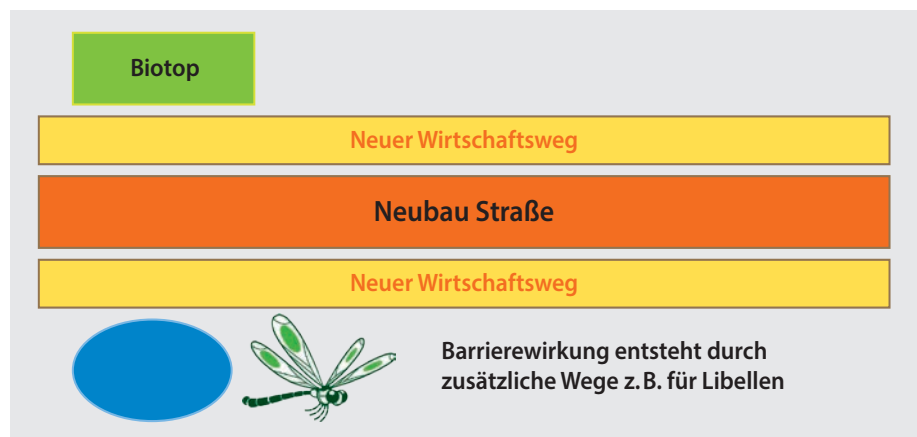 Biotop
Neuer Wirtschaftsweg
Neubau Straße
Neuer Wirtschaftsweg
Barrierewirkung entsteht durch
zusätzliche Wege z.B. für Libellen